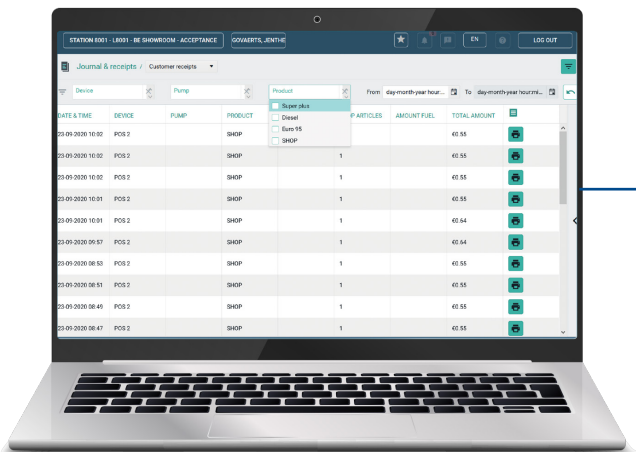 STATION 8001 - L8001 - BE SHOWROOM - ACCEPTANCE GOVAERTS, JENTHE EN LOG OUT
Journal & receipts / Customer receipts
Device Pump Product From day-month-year hour... To day-month-year hour:mi...
Super plus
Diesel
Euro 95
SHOP
DATE & TIME DEVICE PUMP PRODUCT P ARTICLES AMOUNT FUEL TOTAL AMOUNT
23-09-2020 10:02 POS 2 SHOP €0.55
23-09-2020 10:02 POS 2 SHOP 1 €0.55
23-09-2020 10:02 POS 2 SHOP 1 €0.55
23-09-2020 10:01 POS 2 SHOP 1 €0.55
23-09-2020 10:01 POS 2 SHOP 1 €0.64
23-09-2020 09:57 POS 2 SHOP 1 €0.64
23-09-2020 08:53 POS 2 SHOP 1 €0.55
23-09-2020 08:51 POS 2 SHOP 1 €0.55
23-09-2020 08:49 POS 2 SHOP 1 €0.55
23-09-2020 08:47 POS 2 SHOP 1 €0.55